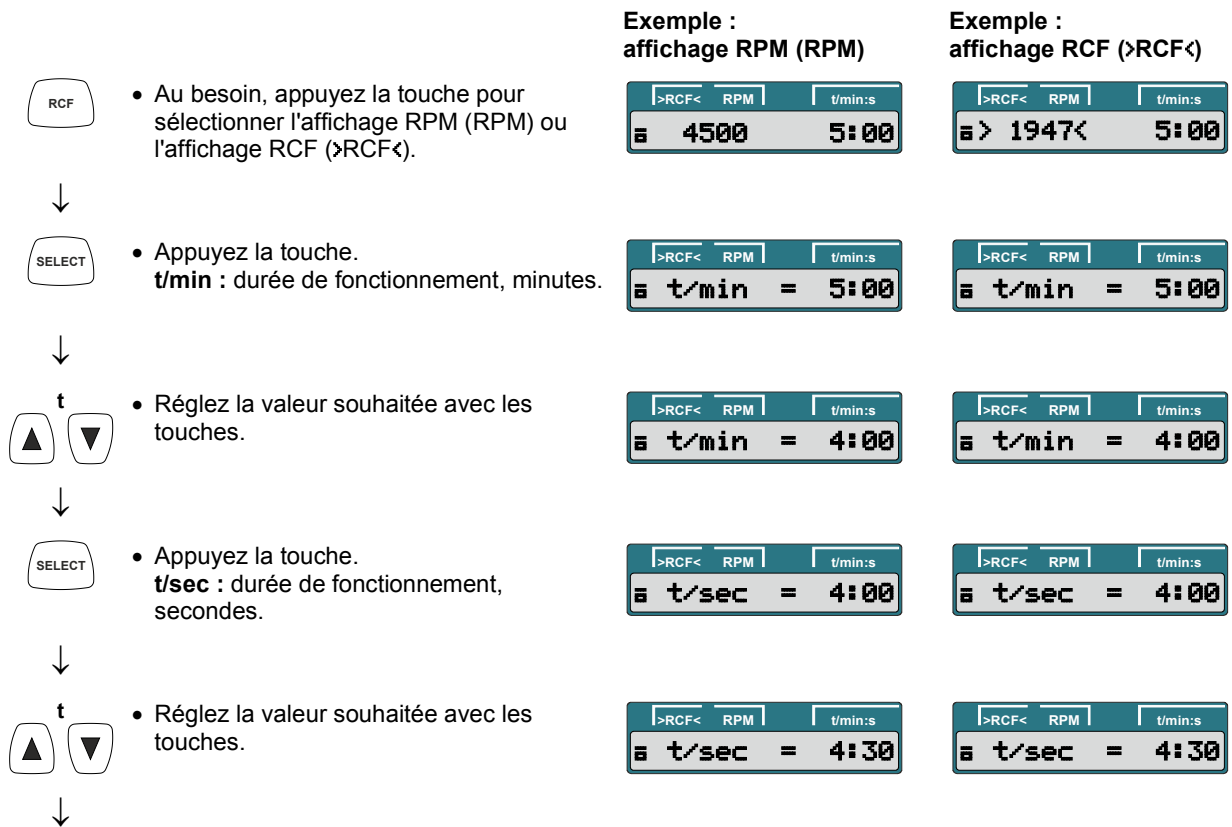 Exemple :
affichage RPM (RPM)
Exemple :
affichage RCF (>RCF<)
RCF
• Au besoin, appuyez la touche pour
sélectionner l'affichage RPM (RPM) ou
l'affichage RCF (>RCF<).
>RCF< RPM t/min:s
4500 5:00
>RCF< RPM t/min:s
> 1947< 5:00
↓
SELECT
• Appuyez la touche.
t/min : durée de fonctionnement, minutes.
>RCF< RPM t/min:s
t/min = 5:00
>RCF< RPM t/min:s
t/min = 5:00
↓
t
▲ ▼
• Réglez la valeur souhaitée avec les
touches.
>RCF< RPM t/min:s
t/min = 4:00
>RCF< RPM t/min:s
t/min = 4:00
↓
SELECT
• Appuyez la touche.
t/sec : durée de fonctionnement,
secondes.
>RCF< RPM t/min:s
t/sec = 4:00
>RCF< RPM t/min:s
t/sec = 4:00
↓
t
▲ ▼
• Réglez la valeur souhaitée avec les
touches.
>RCF< RPM t/min:s
t/sec = 4:30
>RCF< RPM t/min:s
t/sec = 4:30
↓